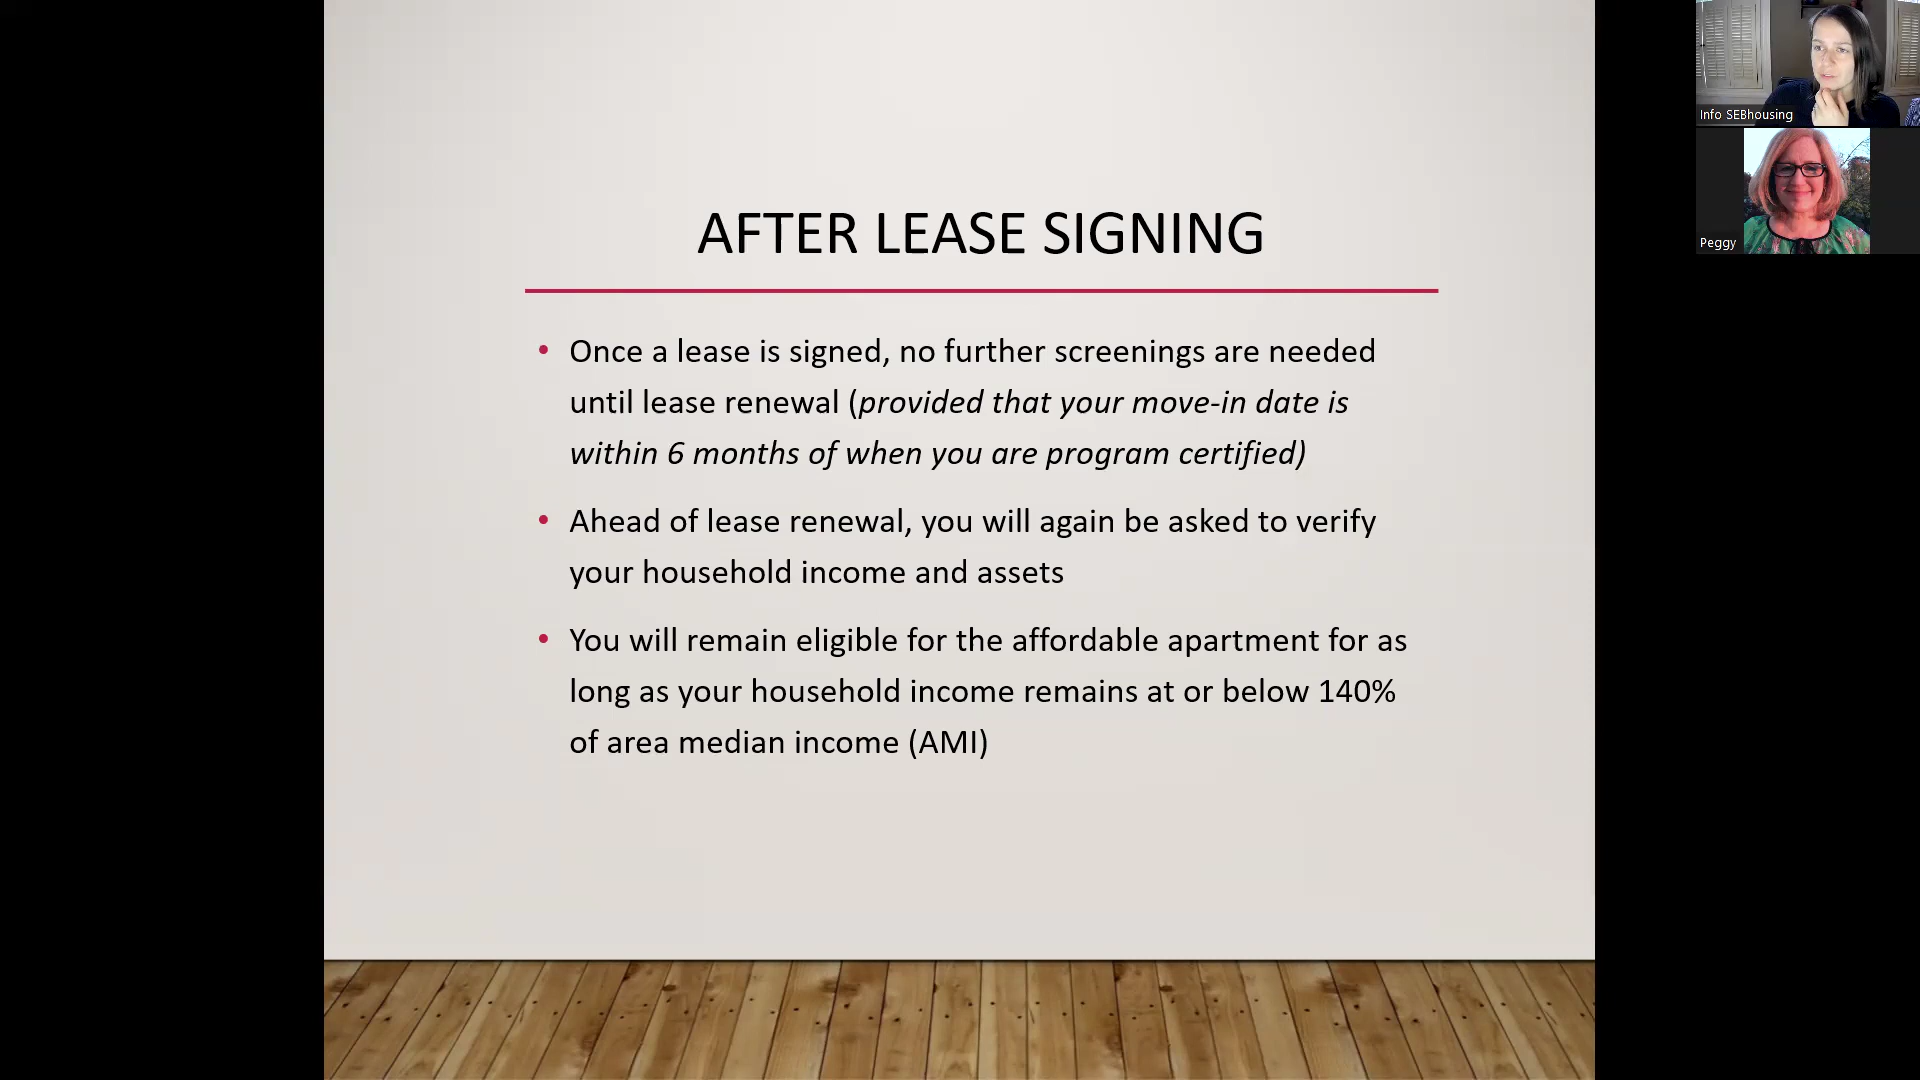 AFTER LEASE SIGNING
• Once a lease is signed, no further screenings are needed
until lease renewal (provided that your move-in date is
within 6 months of when you are program certified)
• Ahead of lease renewal, you will again be asked to verify
your household income and assets
• You will remain eligible for the affordable apartment for as
long as your household income remains at or below 140%
of area median income (AMI)
Info SEBhousing
Peggy